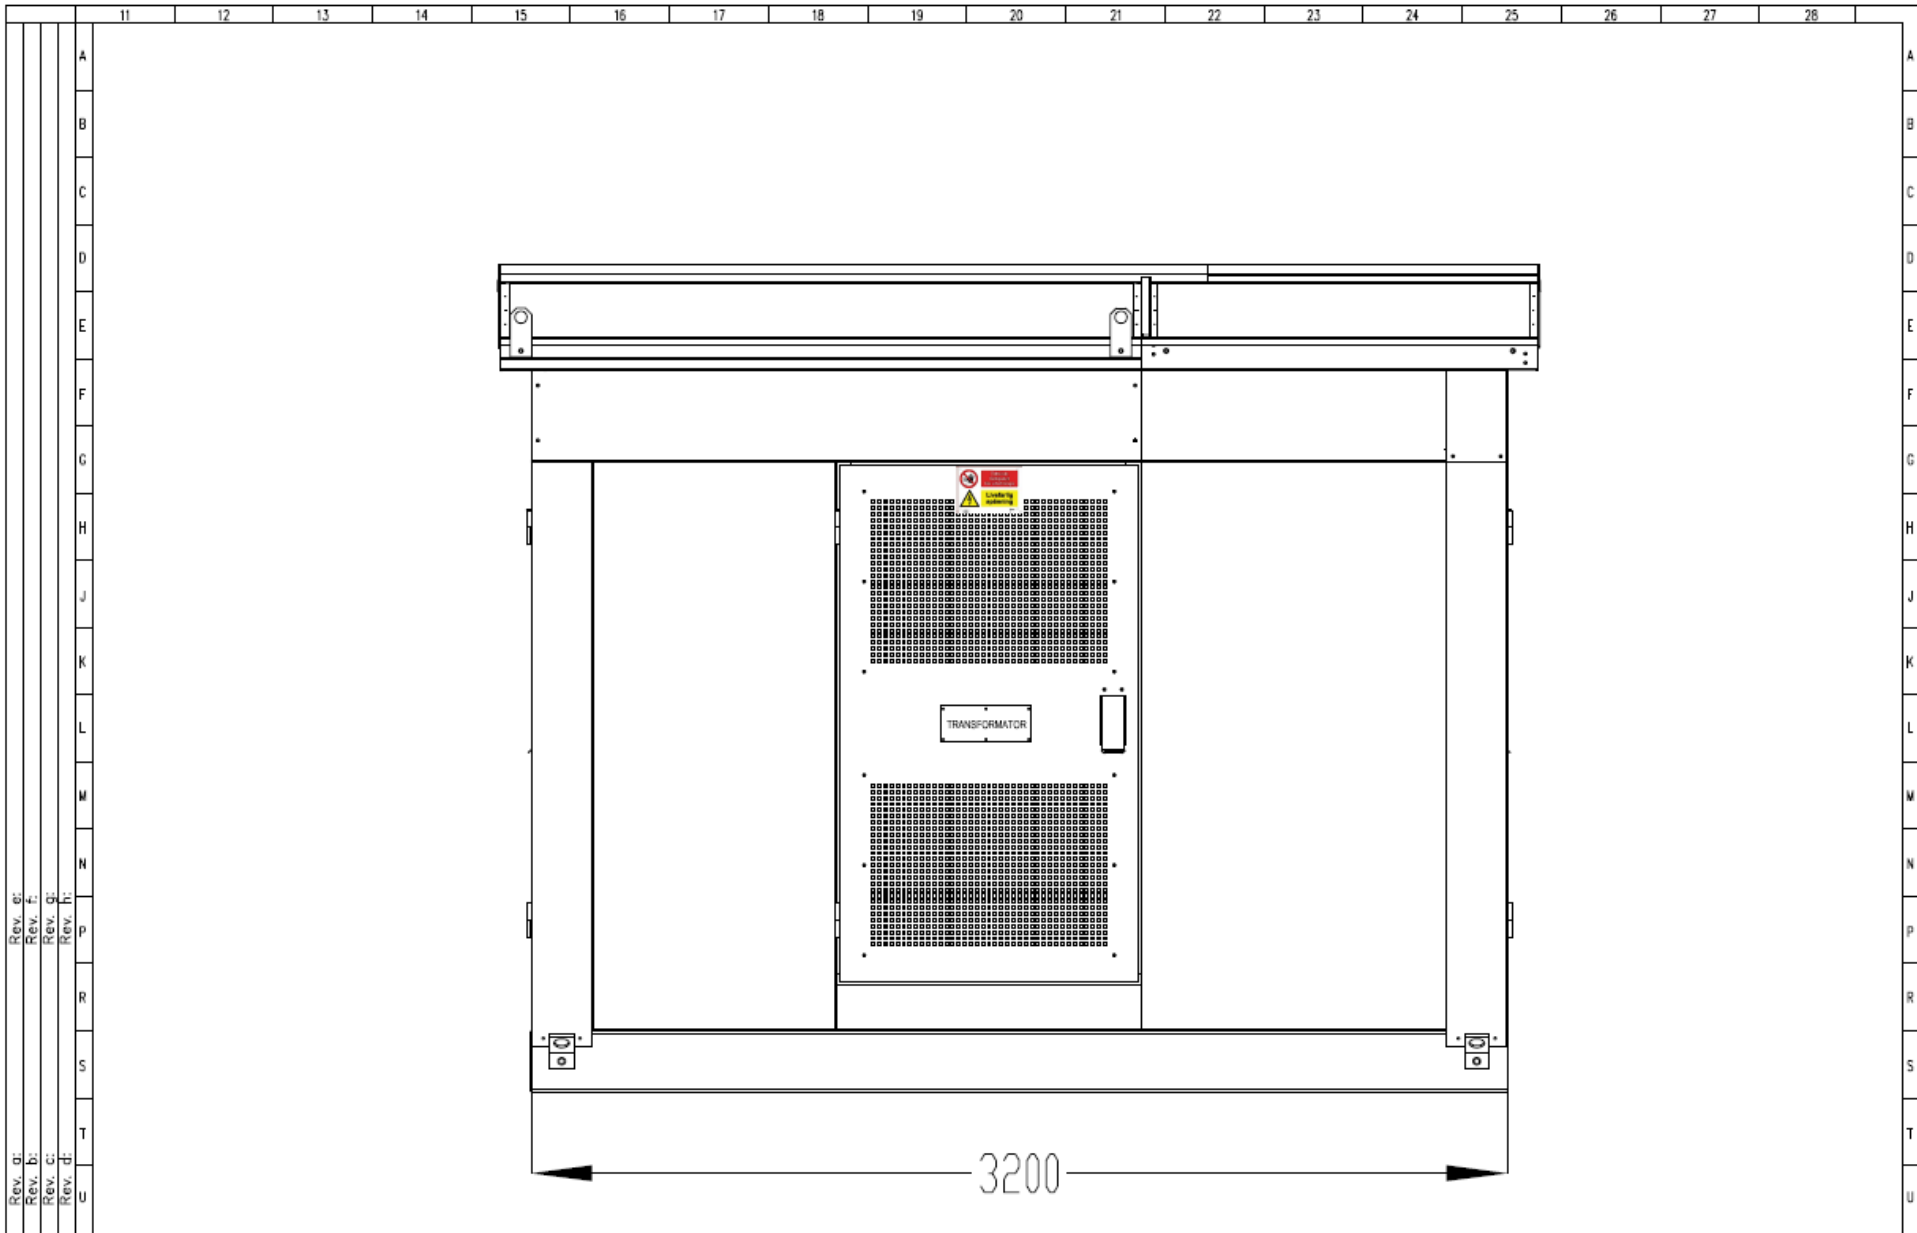 11 12 13 14 15 16 17 18 19 20 21 22 23 24 25 26 27 28
A A
B B
C C
D D
E E
F F
G G
Livsfarlig
spänning
H H
J J
K K
L TRANSFORMATOR L
M M
N N
P P
R R
S S
T T
U U
3200
Rev. e:
Rev. f:
Rev. g:
Rev. h:
Rev. a:
Rev. b:
Rev. c:
Rev. d: